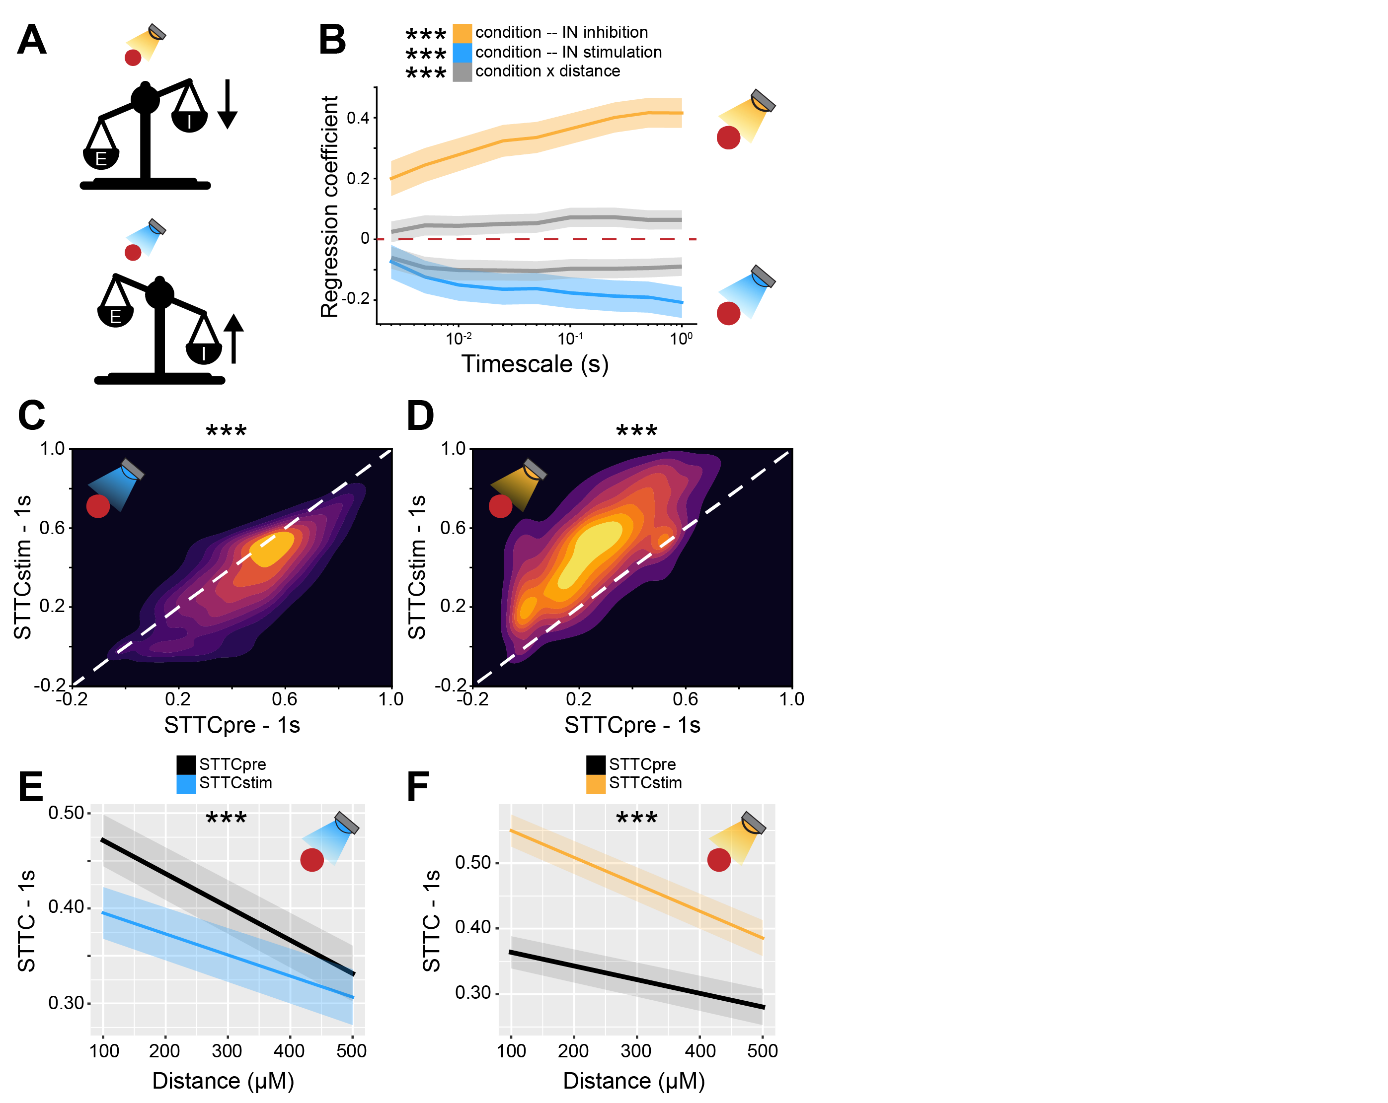 A
E
I
E
I
B
*** condition -- IN inhibition
*** condition -- IN stimulation
*** condition x distance
Regression coefficient
0.4
0.2
0
-0.2
10-2
10-1
100
Timescale (s)
C
***
STTCstim - 1s
1.0
0.6
0.2
-0.2
-0.2
0.2
0.6
1.0
STTCpre - 1s
D
***
STTCstim - 1s
1.0
0.6
0.2
-0.2
-0.2
0.2
0.6
1.0
STTCpre - 1s
E
STTCpre
STTCstim
***
STTC - 1s
0.50
0.40
0.30
100
200
300
400
500
Distance (µM)
F
STTCpre
STTCstim
***
STTC - 1s
0.50
0.40
0.30
100
200
300
400
500
Distance (µM)